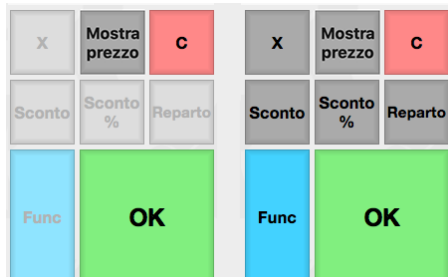 X
Mostra
prezzo
C
Sconto
Sconto
%
Reparto
Func
OK
X
Mostra
prezzo
C
Sconto
Sconto
%
Reparto
Func
OK